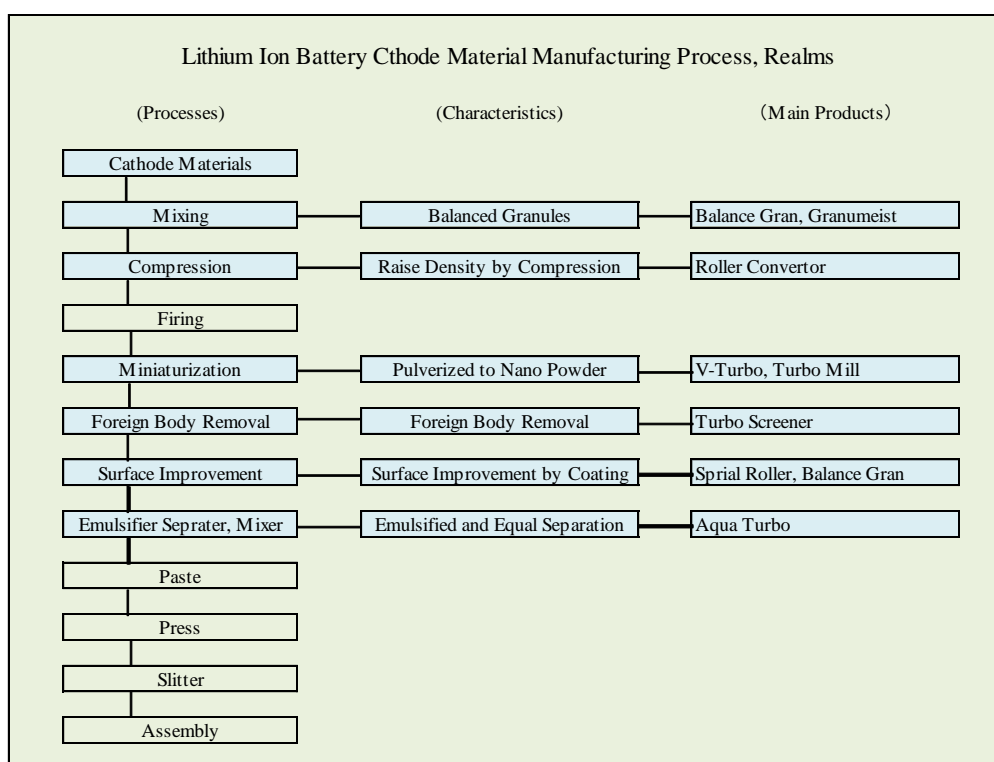 Lithium Ion Battery Cthode Material Manufacturing Process, Realms
(Processes) (Characteristics) （Main Products）
Cathode Materials
Mixing Balanced Granules Balance Gran, Granumeist
Compression Raise Density by Compression Roller Convertor
Firing
Miniaturization Pulverized to Nano Powder V-Turbo, Turbo Mill
Foreign Body Removal Foreign Body Removal Turbo Screener
Surface Improvement Surface Improvement by Coating Sprial Roller, Balance Gran
Emulsifier Seprater, Mixer Emulsified and Equal Separation Aqua Turbo
Paste
Press
Slitter
Assembly